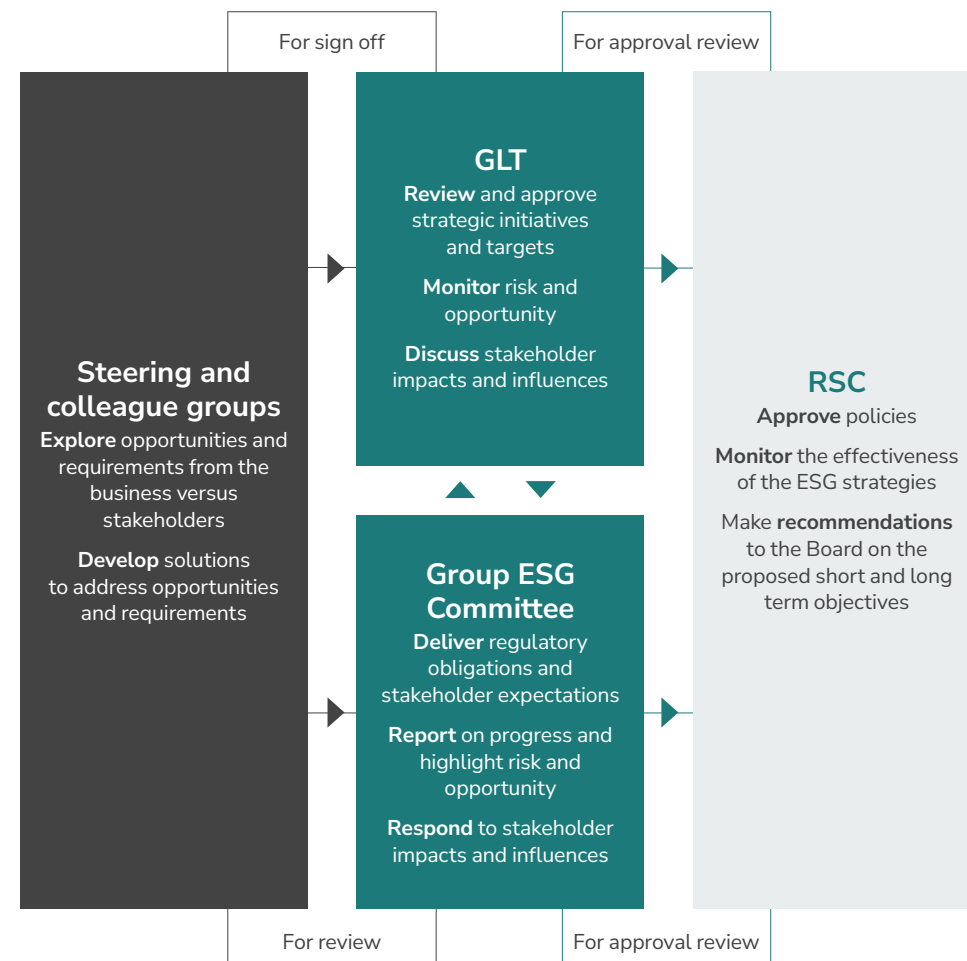 For sign off
For approval review
Steering and
colleague groups
Explore opportunities and
requirements from the
business versus
stakeholders
Develop solutions
to address opportunities
and requirements
GLT
Review and approve
strategic initiatives
and targets
Monitor risk and
opportunity
Discuss stakeholder
impacts and influences
Group ESG
Committee
Deliver regulatory
obligations and
stakeholder expectations
Report on progress and
highlight risk and
opportunity
Respond to stakeholder
impacts and influences
RSC
Approve policies
Monitor the effectiveness
of the ESG strategies
Make recommendations
to the Board on the
proposed short and long
term objectives
For review
For approval review